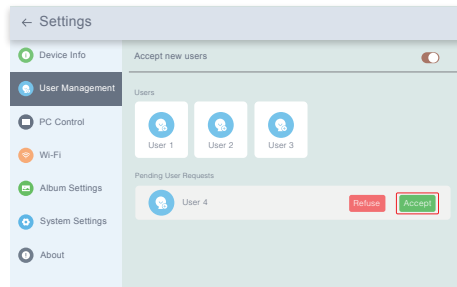 ← Settings
Device Info
User Management
PC Control
Wi-Fi
Album Settings
System Settings
About
Accept new users
Users
User 1 User 2 User 3
Pending User Requests
User 4 Refuse Accept